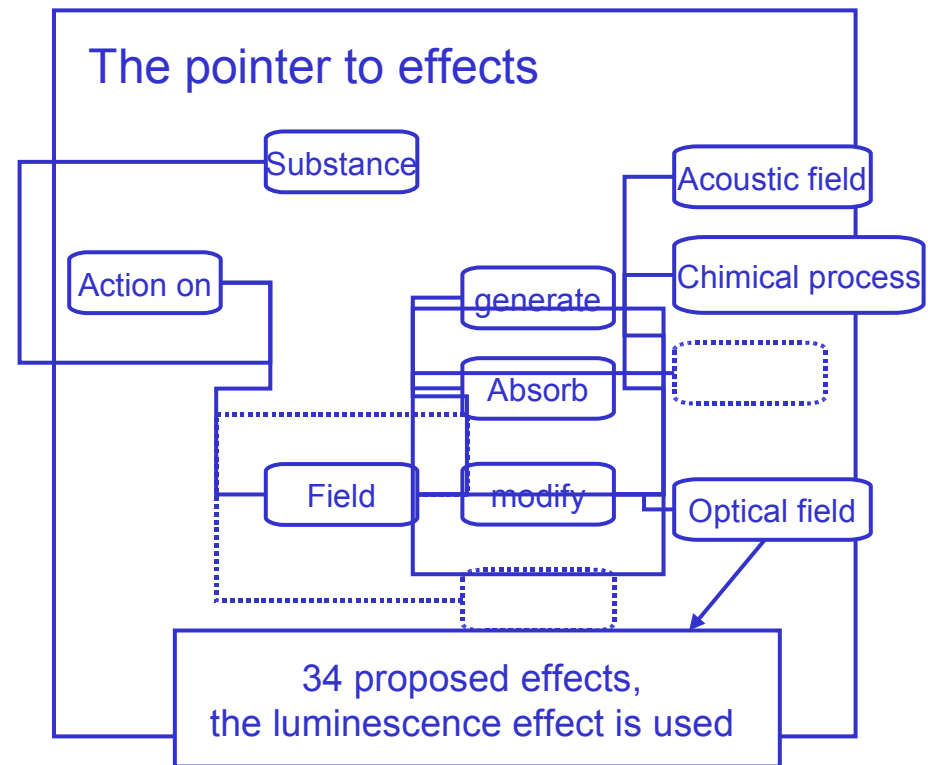 The pointer to effects
Substance
Acoustic field
Action on
generate
Chimical process
Absorb
Field
modify
Optical field
34 proposed effects,
the luminescence effect is used